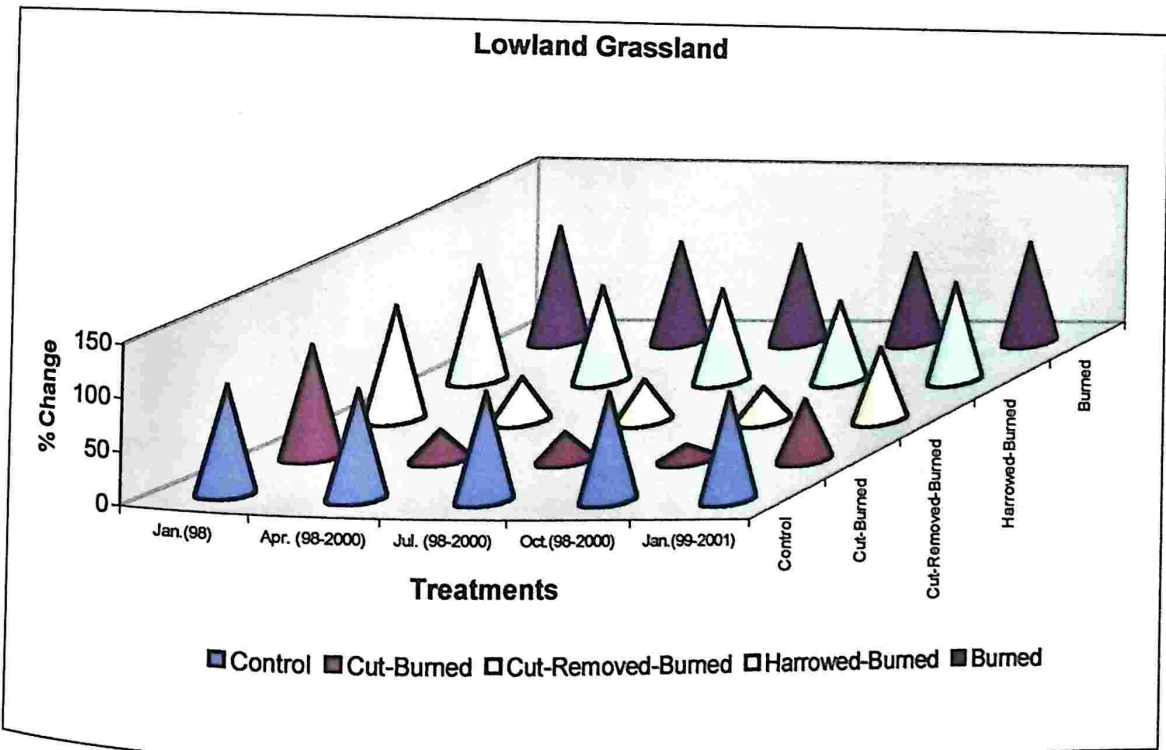 Lowland Grassland
%Change
150
100
50
0
Jan.(98)
Apr. (98-2000)
Jul. (98-2000)
Oct.(98-2000)
Jan.(99-2001)
Control
Cut-Burned
Cut-Removed-Burned
Harrowed-Burned
Burned
Treatments
Control Cut-Burned Cut-Removed-Burned Harrowed-Burned Burned